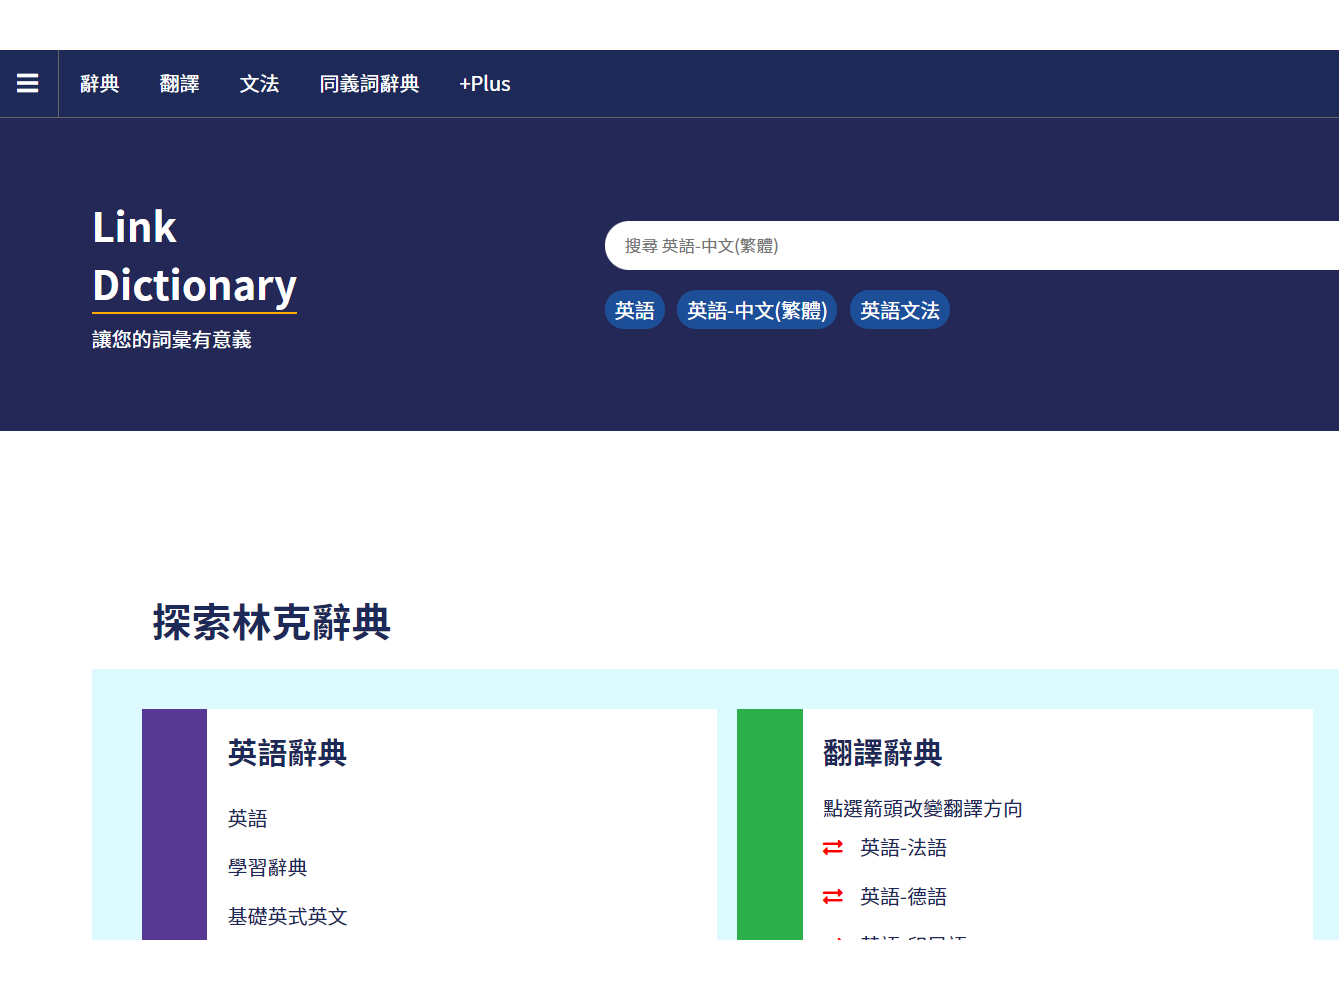 辭典 翻譯 文法 同義詞辭典 +Plus
Link
Dictionary
讓您的詞彙有意義
搜尋 英語-中文(繁體)
英語 英語-中文(繁體) 英語文法
探索林克辭典
英語辭典
英語
學習辭典
基礎英式英文
翻譯辭典
點選箭頭改變翻譯方向
英語-法語
英語-德語